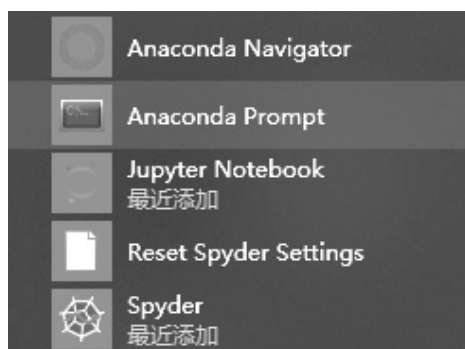 Anaconda Navigator
Anaconda Prompt
Jupyter Notebook
最近添加
Reset Spyder Settings
Spyder
最近添加